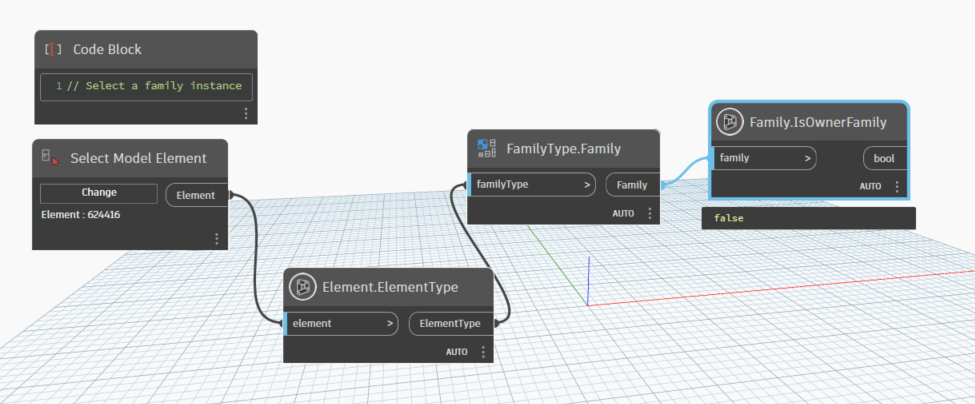 Code Block
1 // Select a family instance
Select Model Element
Change
Element
Element : 624416
Element.ElementType
element >
ElementType
AUTO
FamilyType.Family
familyType >
Family
AUTO
Family.IsOwnerFamily
family >
bool
AUTO
false